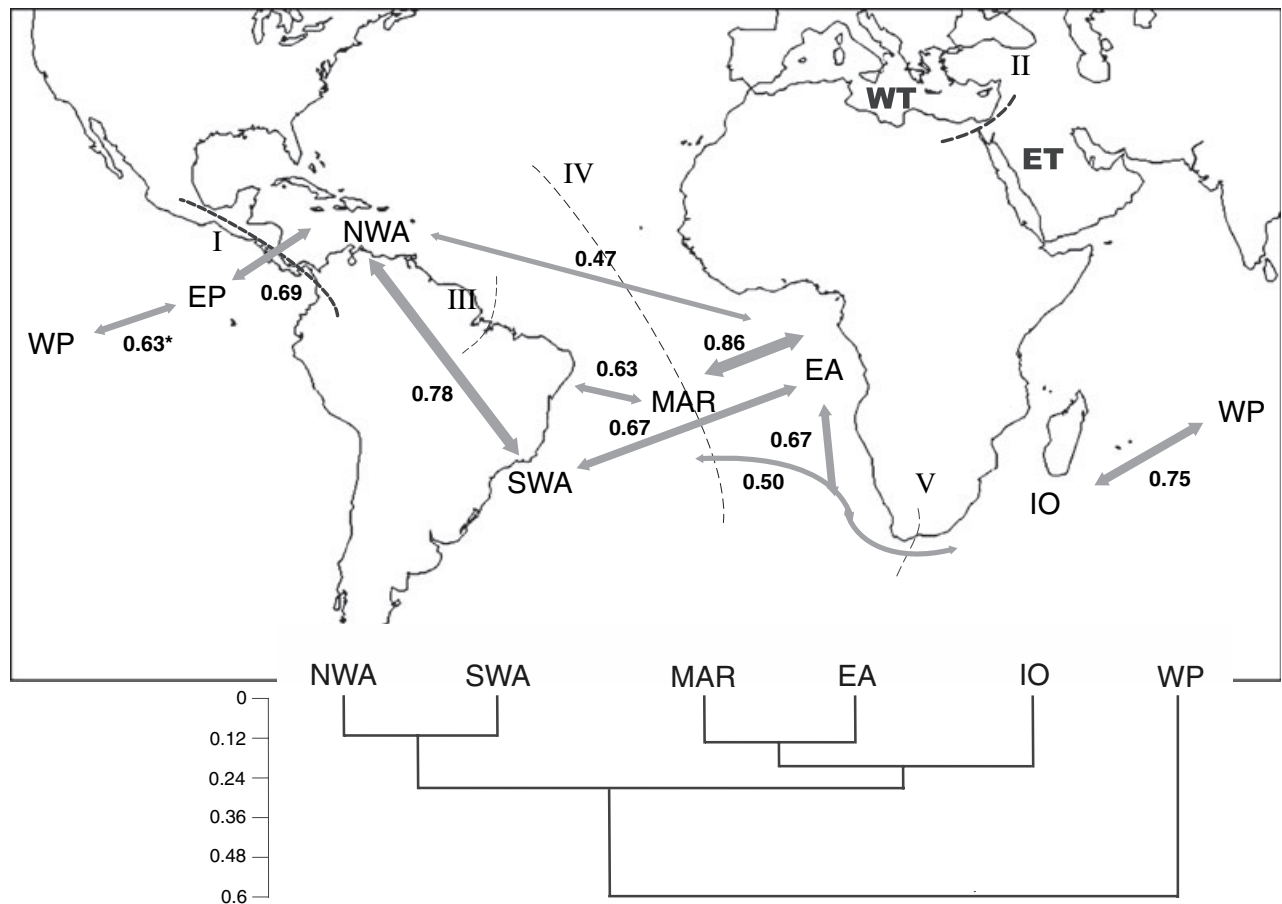 II
WT
ET
IV
I
NWA
0.47
EP
0.69
III
WP
0.63*
0.86
0.63
EA
0.78
MAR
WP
0.67
0.67
SWA
0.50
V
IO
0.75
NWA SWA MAR EA IO WP
0
0.12
0.24
0.36
0.48
0.6